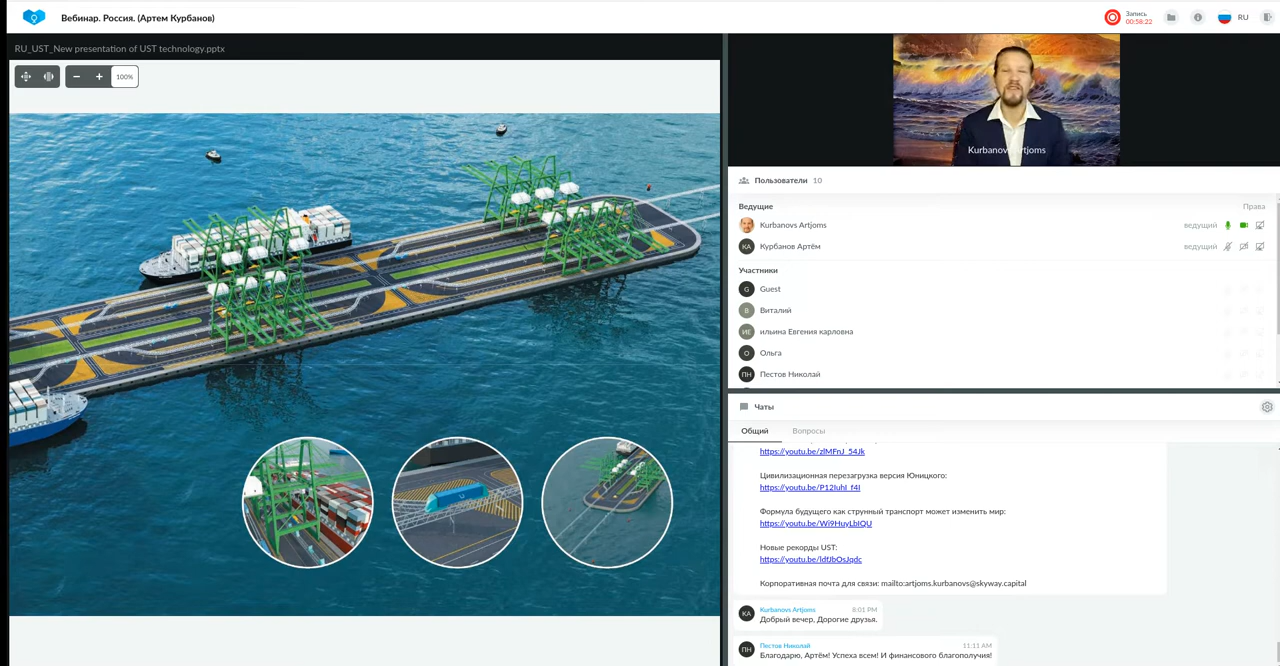 Вебинар. Россия. (Артем Курбанов)
Запись
00:58:22
RU
RU_UST_New presentation of UST technology.pptx
100%
Kurbanovs Artjoms
Пользователи 10
Ведущие
Права
Kurbanovs Artjoms
ведущий
КА
Курбанов Артём
ведущий
Участники
G
Guest
В
Виталий
ИЕ
ильина Евгения карловна
О
Ольга
ПН
Пестов Николай
Чаты
Общий
Вопросы
https://youtu.be/zlMFnJ_54Jk
Цивилизационная перезагрузка версия Юницкого:
https://youtu.be/P12IuhI_f4I
Формула будущего как струнный транспорт может изменить мир:
https://youtu.be/Wi9HuyLbIQU
Новые рекорды UST:
https://youtu.be/ldfJbOsJqdc
Корпоративная почта для связи: mailto:artjoms.kurbanovs@skyway.capital
KA
Kurbanovs Artjoms
8:01 PM
Добрый вечер, Дорогие друзья.
ПН
Пестов Николай
11:11 AM
Благодарю, Артём! Успеха всем! И финансового благополучия!